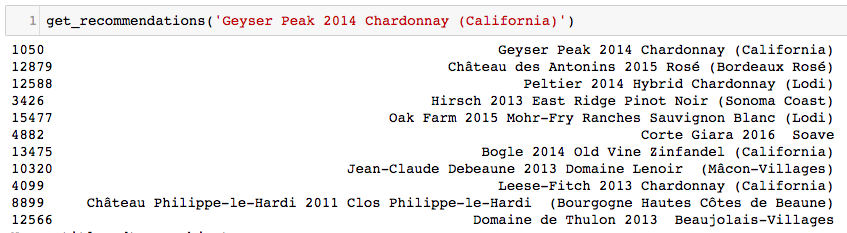 1 get_recommendations('Geyser Peak 2014 Chardonnay (California)')
1050 Geyser Peak 2014 Chardonnay (California)
12879 Château des Antonins 2015 Rosé (Bordeaux Rosé)
12588 Peltier 2014 Hybrid Chardonnay (Lodi)
3426 Hirsch 2013 East Ridge Pinot Noir (Sonoma Coast)
15477 Oak Farm 2015 Mohr-Fry Ranches Sauvignon Blanc (Lodi)
4882 Corte Giara 2016  Soave
13475 Bogle 2014 Old Vine Zinfandel (California)
10320 Jean-Claude Debeaune 2013 Domaine Lenoir  (Mâcon-Villages)
4099 Leese-Fitch 2013 Chardonnay (California)
8899 Château Philippe-le-Hardi 2011 Clos Philippe-le-Hardi  (Bourgogne Hautes Côtes de Beaune)
12566 Domaine de Thulon 2013  Beaujolais-Villages